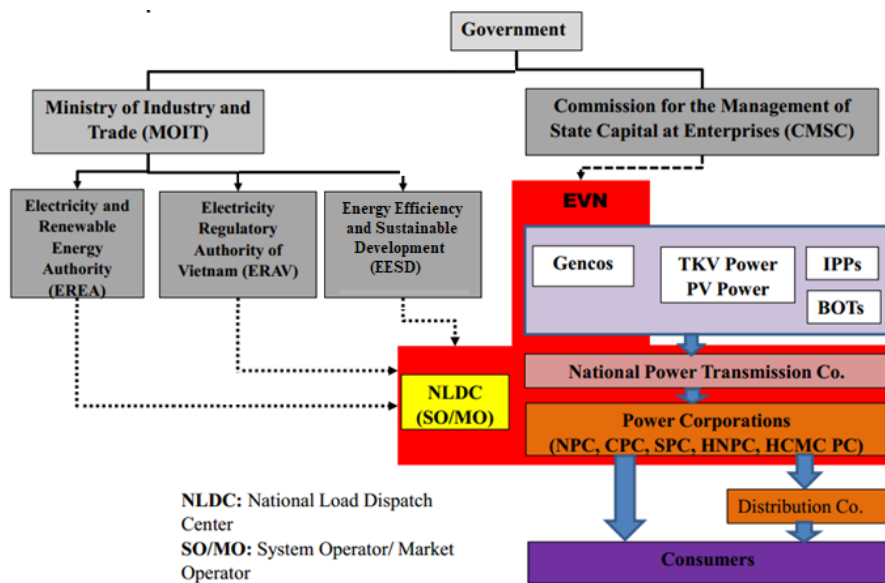 Government
Ministry of Industry and
Trade (MOIT)
Commission for the Management of
State Capital at Enterprises (CMSC)
Electricity and
Renewable
Energy
Authority
(EREA)
Electricity
Regulatory
Authority of
Vietnam (ERAV)
Energy Efficiency
and Sustainable
Development
(EESD)
EVN
Gencos
TKV Power
PV Power
IPPs
BOTs
National Power Transmission Co.
NLDC
(SO/MO)
Power Corporations
(NPC, CPC, SPC, HNPC, HCMC PC)
Distribution Co.
Consumers
NLDC: National Load Dispatch
Center
SO/MO: System Operator/ Market
Operator